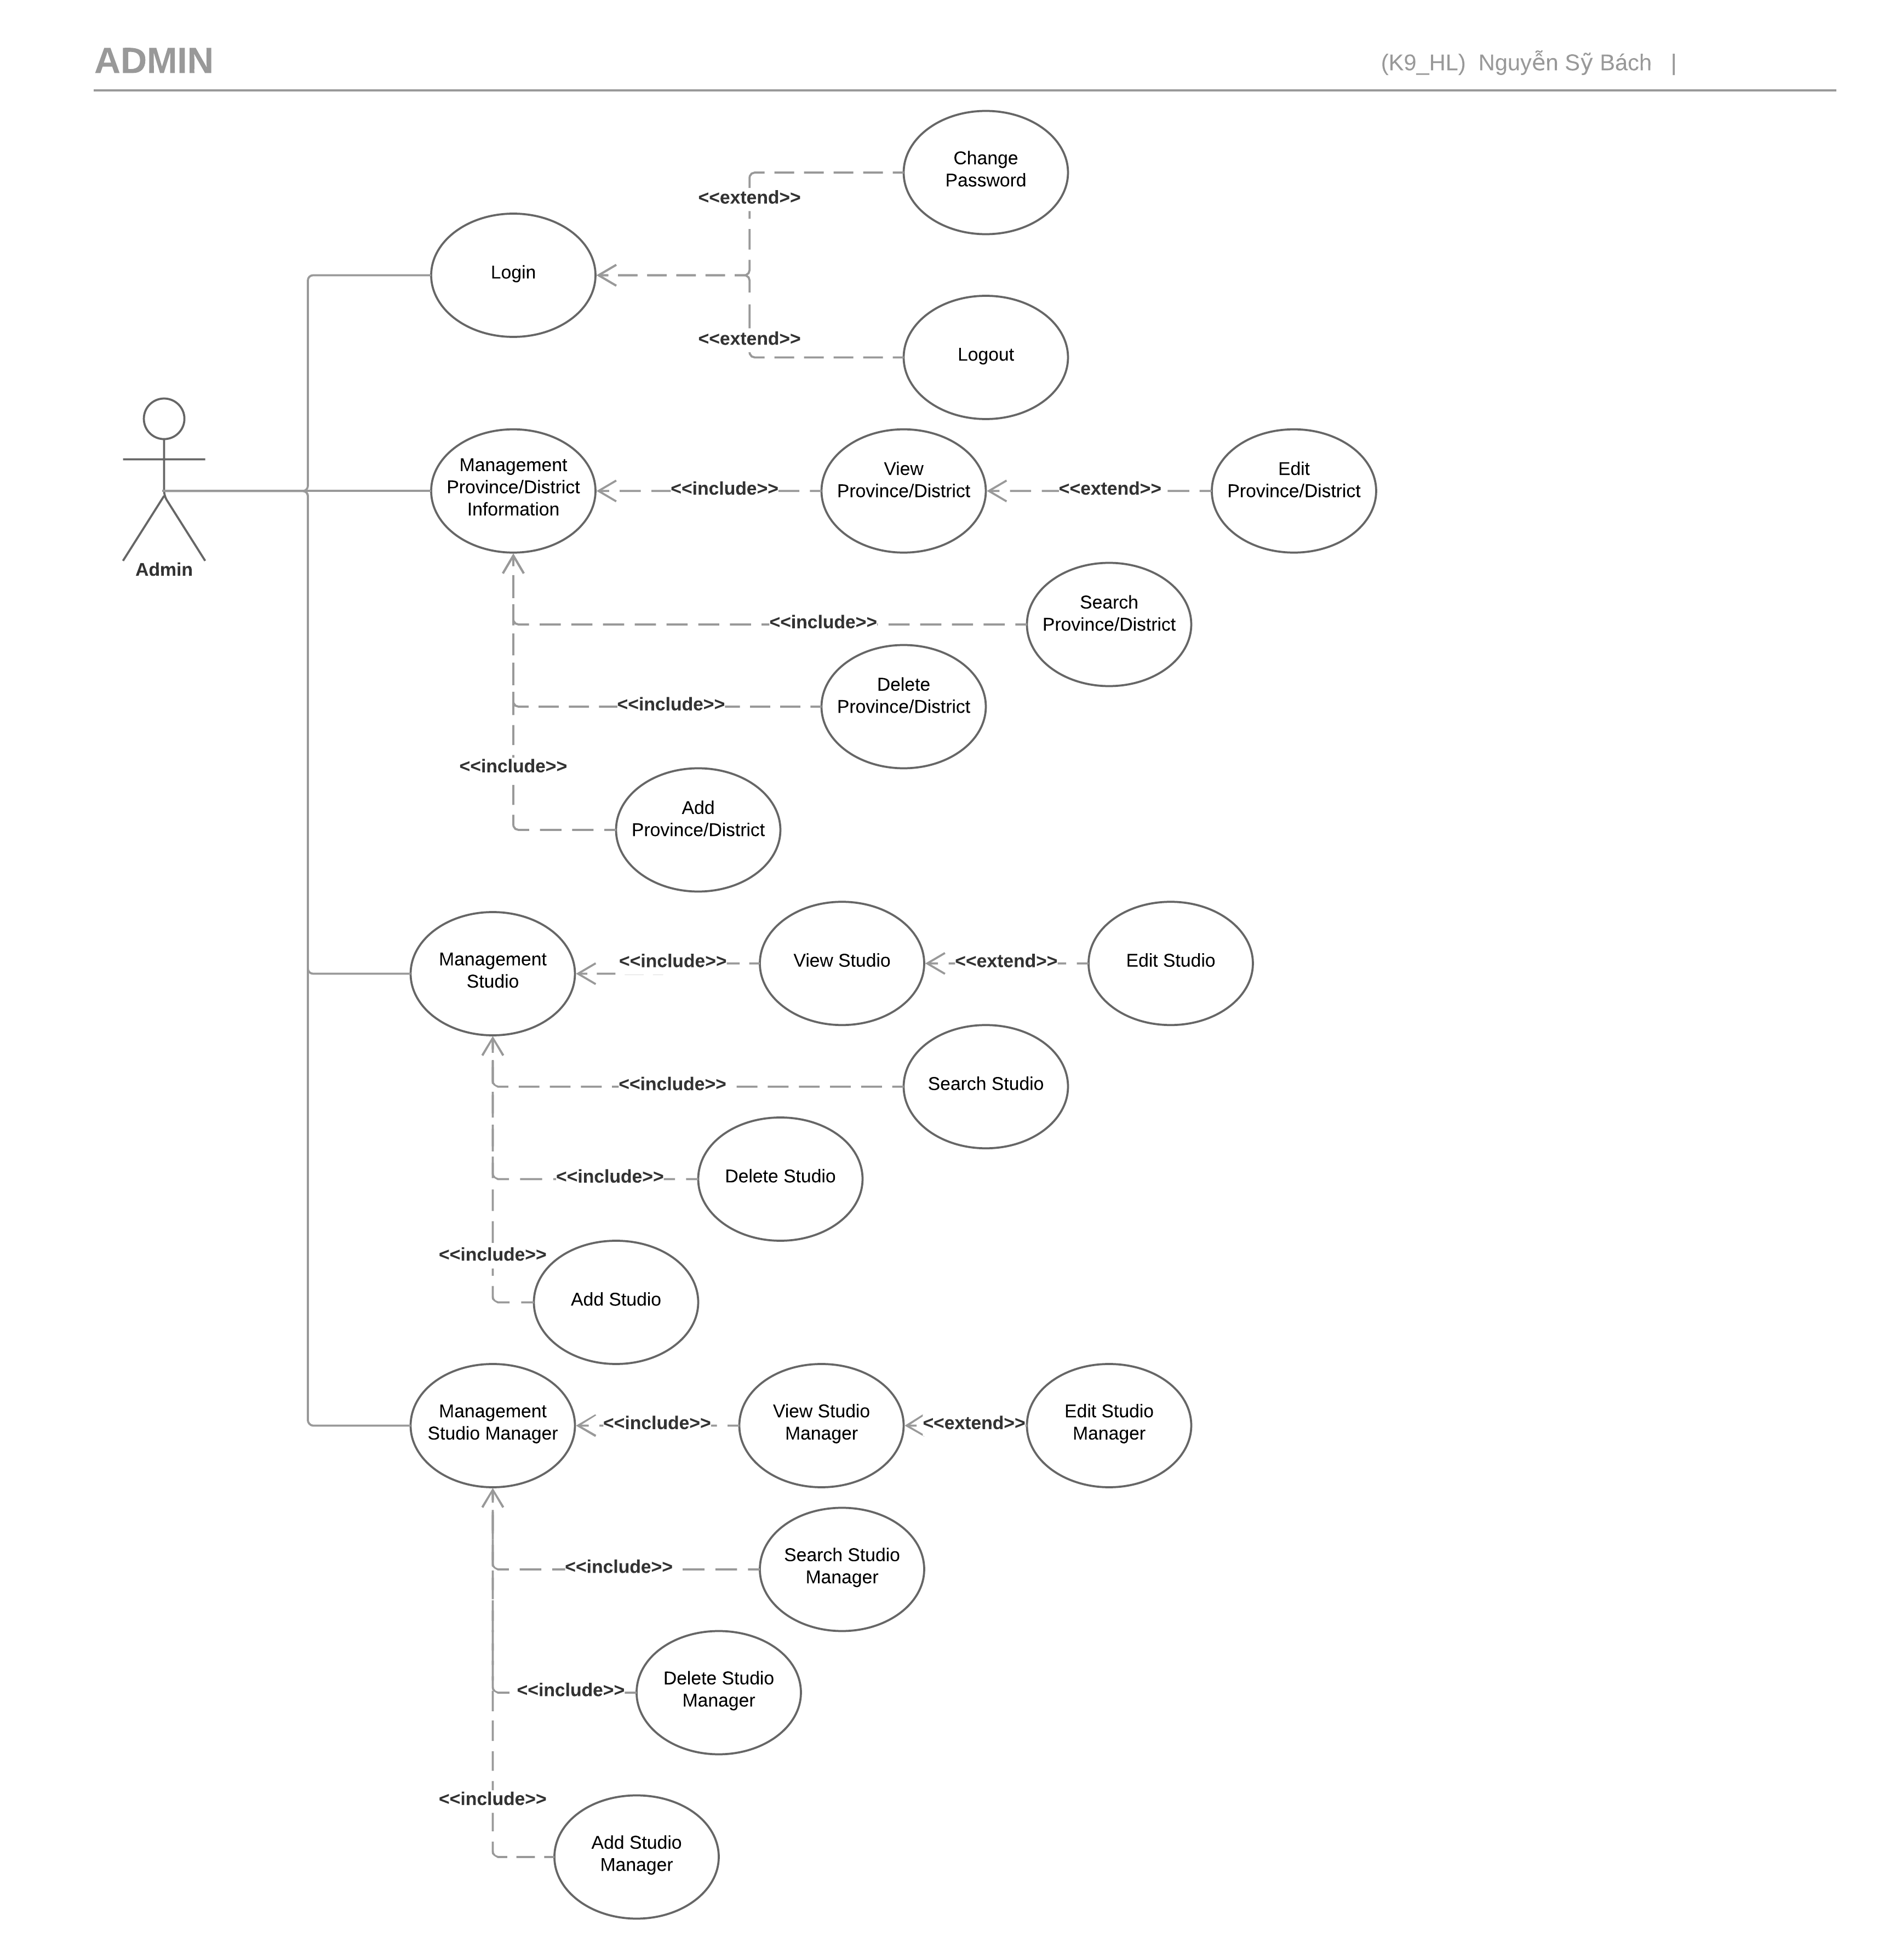 ADMIN
(K9_HL) Nguyễn Sỹ Bách |
Change
Password
<<extend>>
Login
<<extend>>
Logout
Admin
Management
Province/District
Information
<<include>>
View
Province/District
<<extend>>
Edit
Province/District
<<include>>
Search
Province/District
<<include>>
Delete
Province/District
<<include>>
Add
Province/District
Management
Studio
<<include>>
View Studio
<<extend>>
Edit Studio
<<include>>
Search Studio
<<include>>
Delete Studio
<<include>>
Add Studio
Management
Studio Manager
<<include>>
View Studio
Manager
<<extend>>
Edit Studio
Manager
<<include>>
Search Studio
Manager
<<include>>
Delete Studio
Manager
<<include>>
Add Studio
Manager